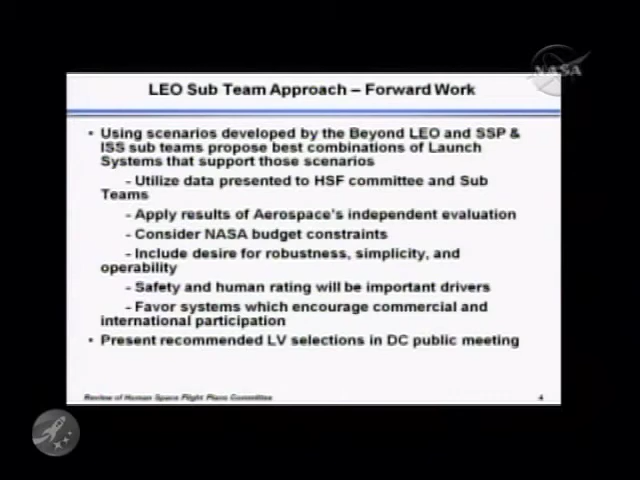 NASA
LEO Sub Team Approach – Forward Work
• Using scenarios developed by the Beyond LEO and SSP &
ISS sub teams propose best combinations of Launch
Systems that support those scenarios
- Utilize data presented to HSF committee and Sub
Teams
- Apply results of Aerospace's independent evaluation
- Consider NASA budget constraints
- Include desire for robustness, simplicity, and
operability
- Safety and human rating will be important drivers
- Favor systems which encourage commercial and
international participation
• Present recommended LV selections in DC public meeting
Review of Human Space Flight Plans Committee
4